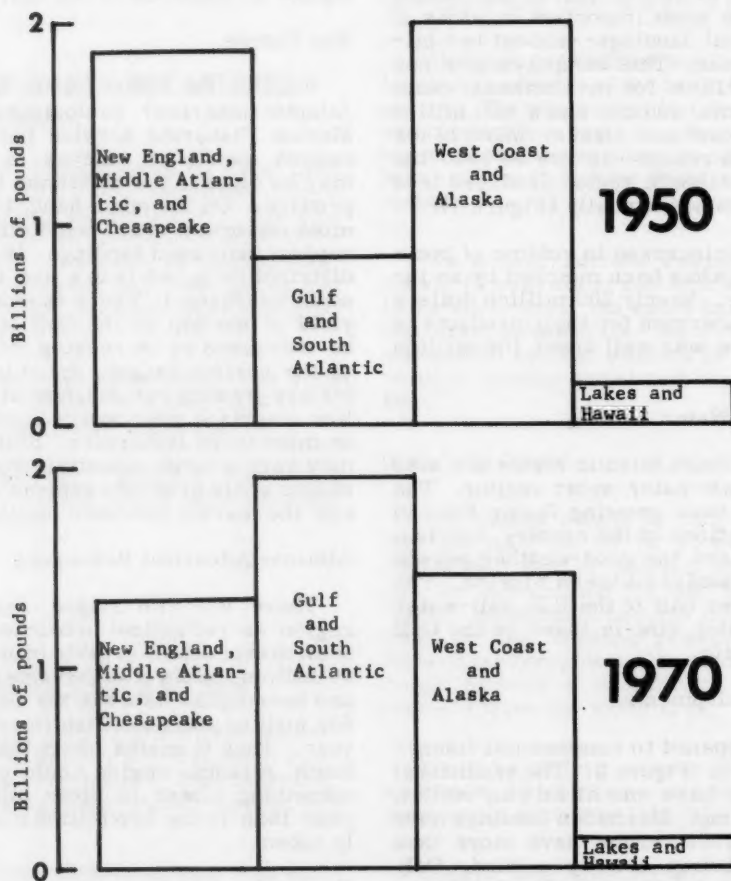 2
Billions of pounds
New England,
Middle Atlan-
tic, and
Chesapeake
Gulf
and
South
Atlantic
West Coast
and
Alaska
1950
1
Lakes and
Hawaii
0
2
Billions of pounds
New England,
Middle Atlan-
tic, and
Chesapeake
Gulf
and
South
Atlantic
West Coast
and
Alaska
1970
1
Lakes and
Hawaii
0